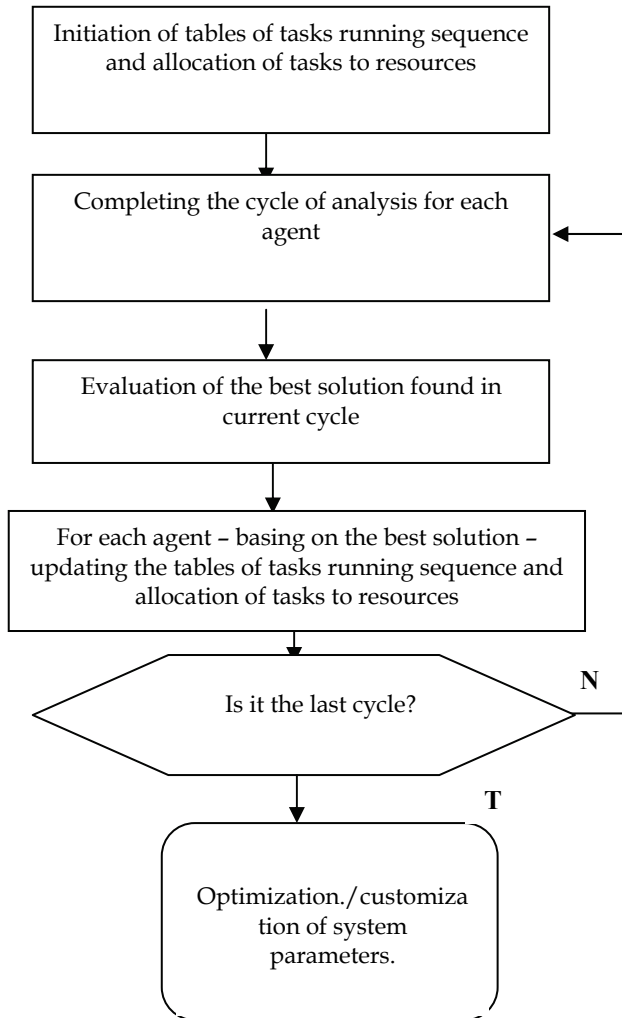 Initiation of tables of tasks running sequence
and allocation of tasks to resources
Completing the cycle of analysis for each
agent
Evaluation of the best solution found in
current cycle
For each agent – basing on the best solution –
updating the tables of tasks running sequence and
allocation of tasks to resources
Is it the last cycle?
N
T
Optimization./customiza
tion of system
parameters.